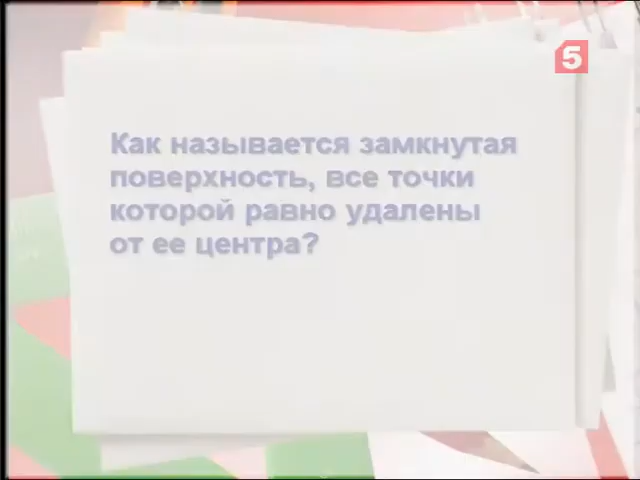 5
Как называется замкнутая
поверхность, все точки
которой равно удалены
от ее центра?